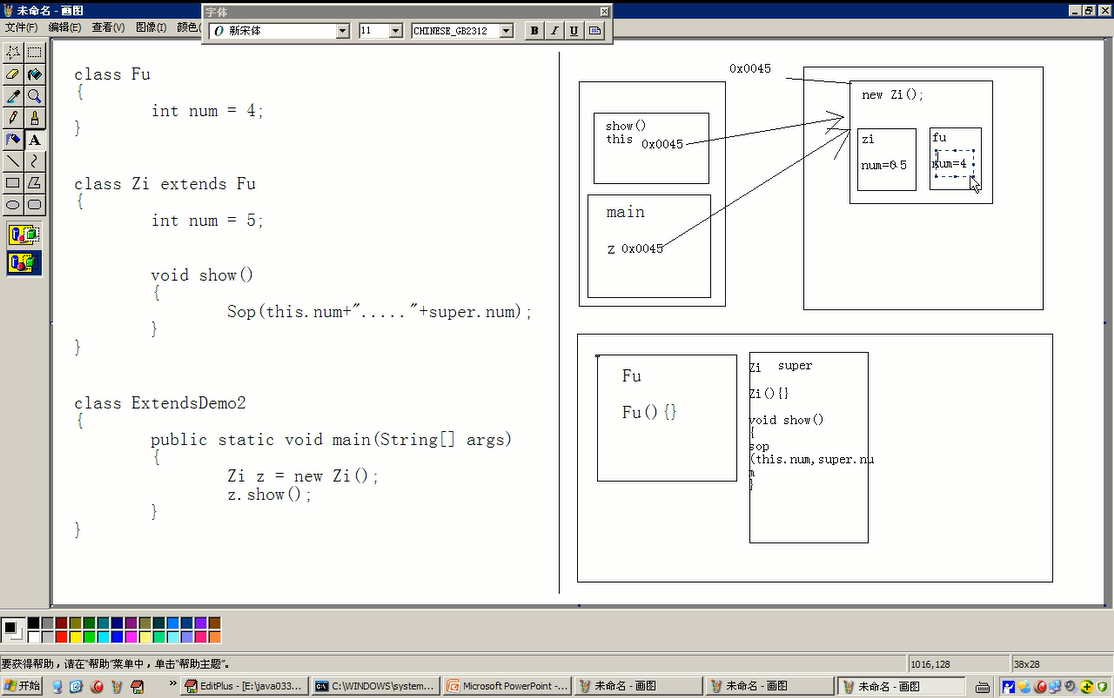 未命名 - 画图
文件(F) 编辑(E) 查看(V) 图像(I) 颜色(
字体
新宋体 11 CHINESE_GB2312 B I U
class Fu
{
int num = 4;
}
class Zi extends Fu
{
int num = 5;
void show()
{
Sop(this.num+"....."+super.num);
}
}
class ExtendsDemo2
{
public static void main(String[] args)
{
Zi z = new Zi();
z.show();
}
}
show()
this 0x0045
main
z 0x0045
0x0045
new Zi();
zi
num=0.5
fu
num=4
Fu
Fu(){}
Zi super
Zi(){}
void show()
{
sop
(this.num,super.nu
m
}
要获得帮助，请在“帮助”菜单中，单击“帮助主题”。
1016,128
38x28
开始
EditPlus - [E:\java033...
C:\WINDOWS\system...
Microsoft PowerPoint -...
未命名 - 画图
未命名 - 画图
未命名 - 画图